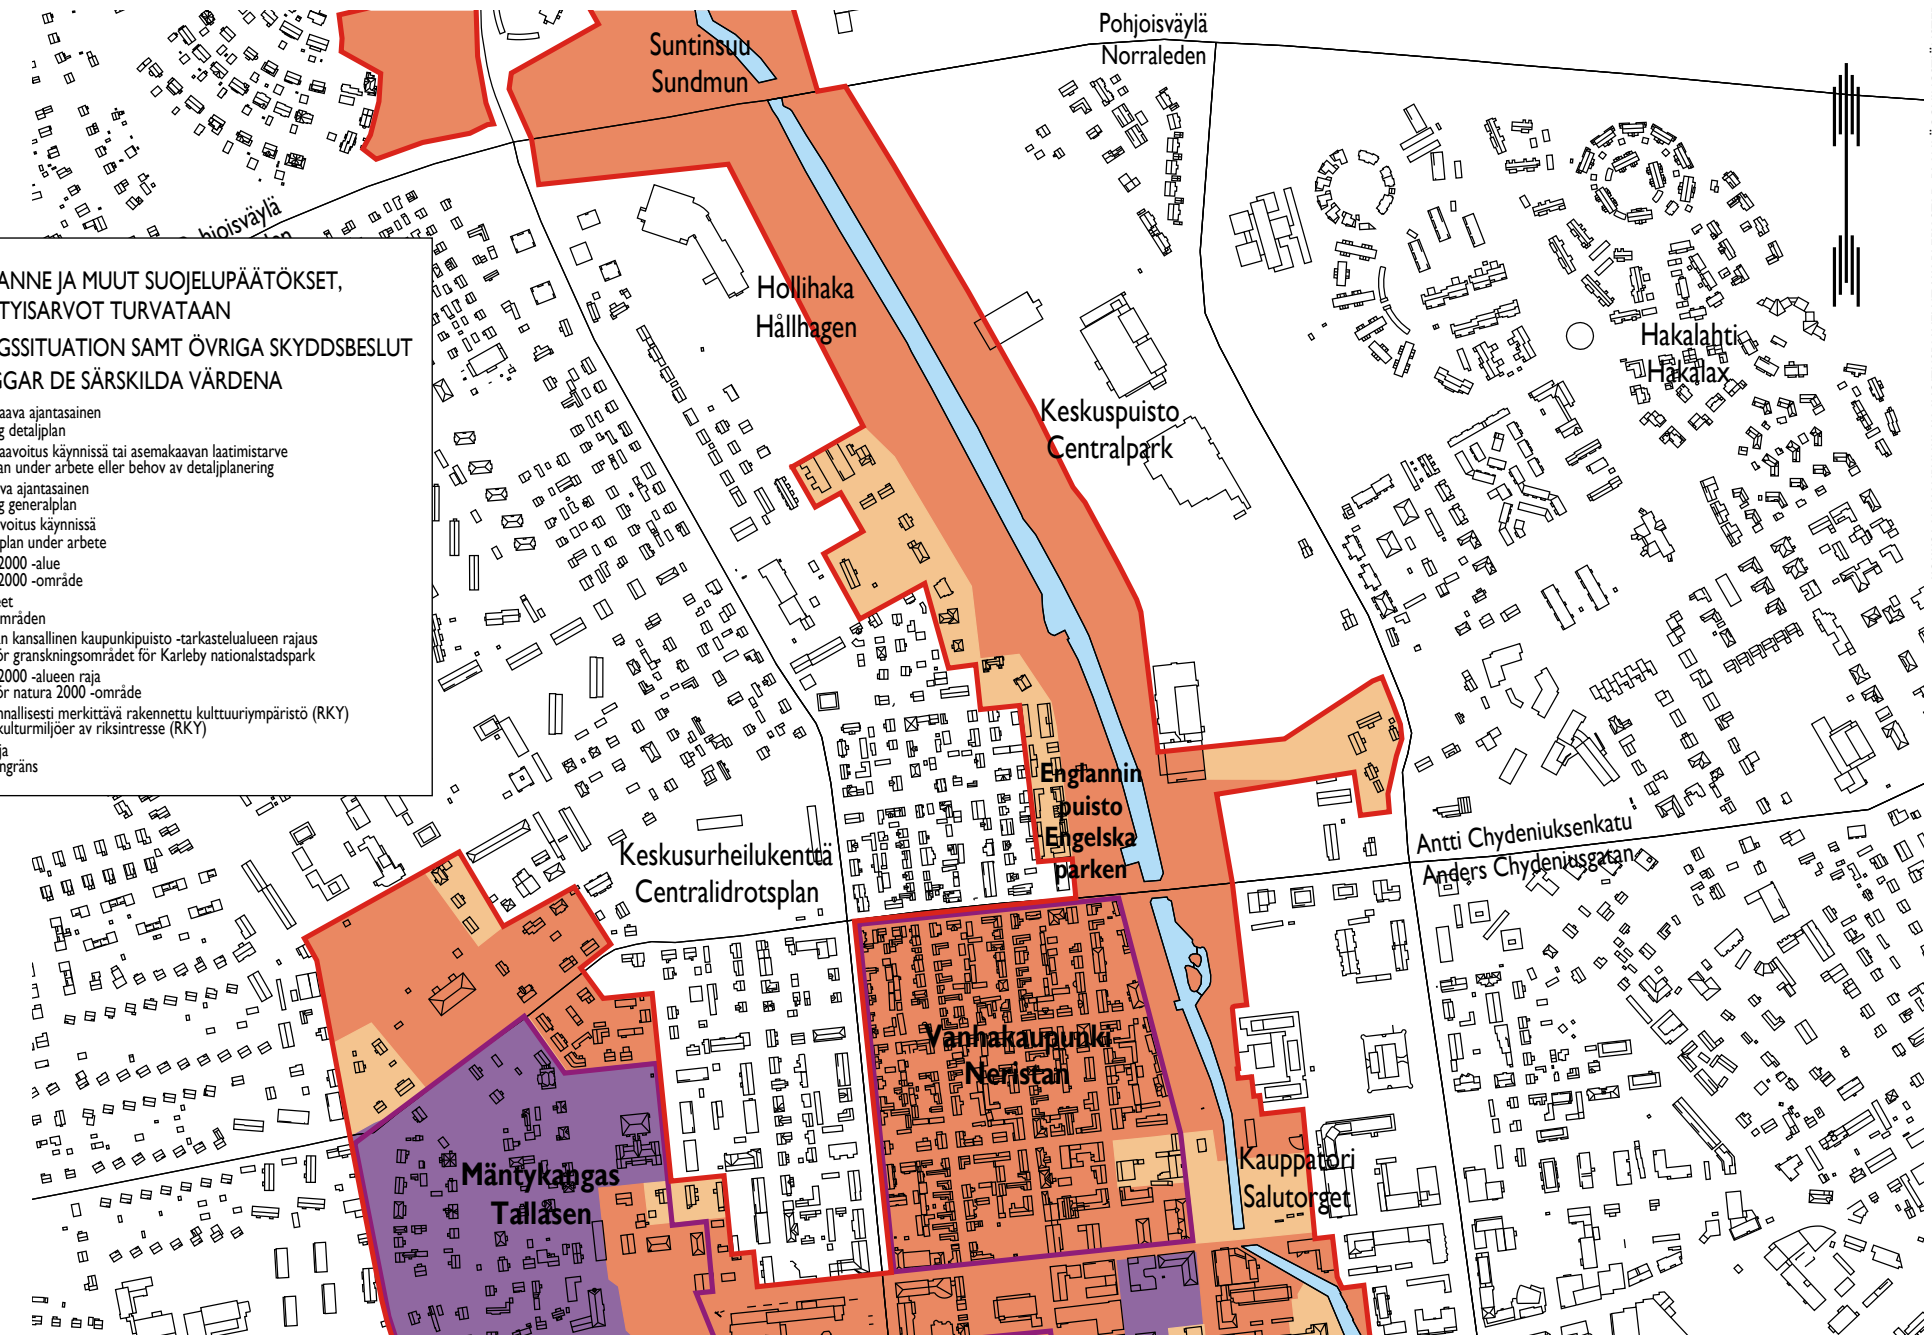 Suntinsuu
Sundmun
Pohjoisväylä
Norraleden
hjoisväylä
ANNE JA MUUT SUOJELUPÄÄTÖKSET,
TYISARVOT TURVATAAN
GSSITUATION SAMT ÖVRIGA SKYDDSBESLUT
GGAR DE SÄRSKILDA VÄRDENA
aava ajantasainen
g detaljplan
aavoitus käynnissä tai asemakaavan laatimistarve
an under arbete eller behov av detaljplanering
va ajantasainen
g generalplan
voitus käynnissä
plan under arbete
2000 -alue
2000 -område
eet
mråden
n kansallinen kaupunkipuisto -tarkastelualueen rajaus
ör granskningsområdet för Karleby nationalstadspark
2000 -alueen raja
ör natura 2000 -område
nnallisesti merkittävä rakennettu kulttuuriympäristö (RKY)
kulturmiljöer av riksintresse (RKY)
ja
ngräns
Hollihaka
Hållhagen
Hakalahti
Hakalax
Keskuspuisto
Centralpark
Englannin
puisto
Engelska
parken
Keskusurheilukenttä
Centralidrotsplan
Antti Chydeniuksenkatu
Anders Chydeniusgatan
Vanhakaupunki
Neristan
Mäntykangas
Tallåsen
Kauppatori
Salutorget